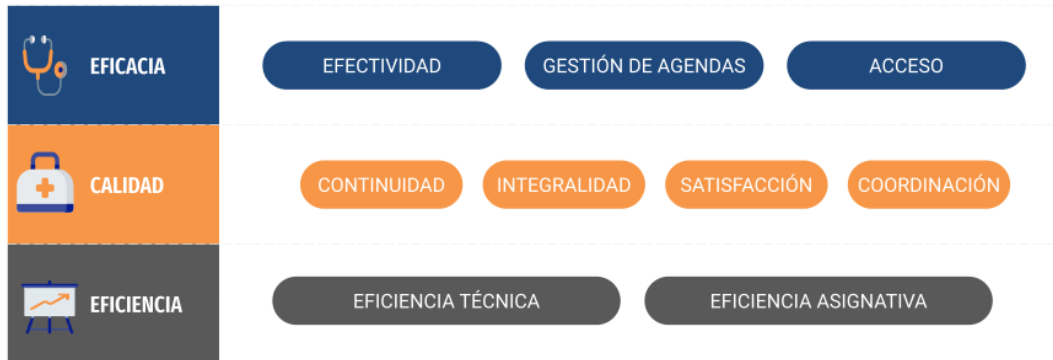 EFICACIA
EFECTIVIDAD
GESTIÓN DE AGENDAS
ACCESO
CALIDAD
CONTINUIDAD
INTEGRALIDAD
SATISFACCIÓN
COORDINACIÓN
EFICIENCIA
EFICIENCIA TÉCNICA
EFICIENCIA ASIGNATIVA